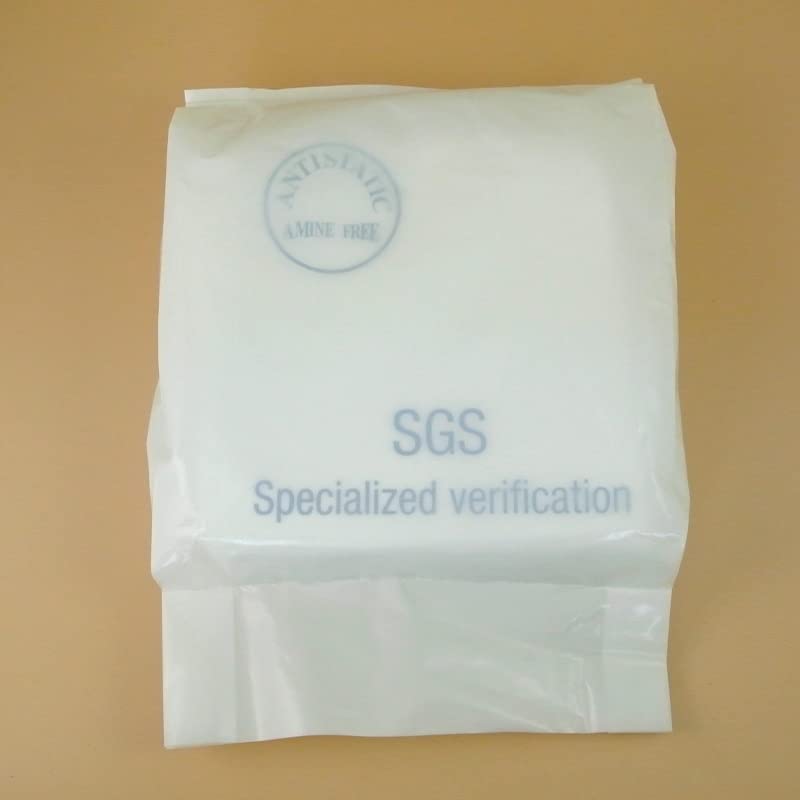 ANTISTATIC
AMINE FREE
SGS
Specialized verification